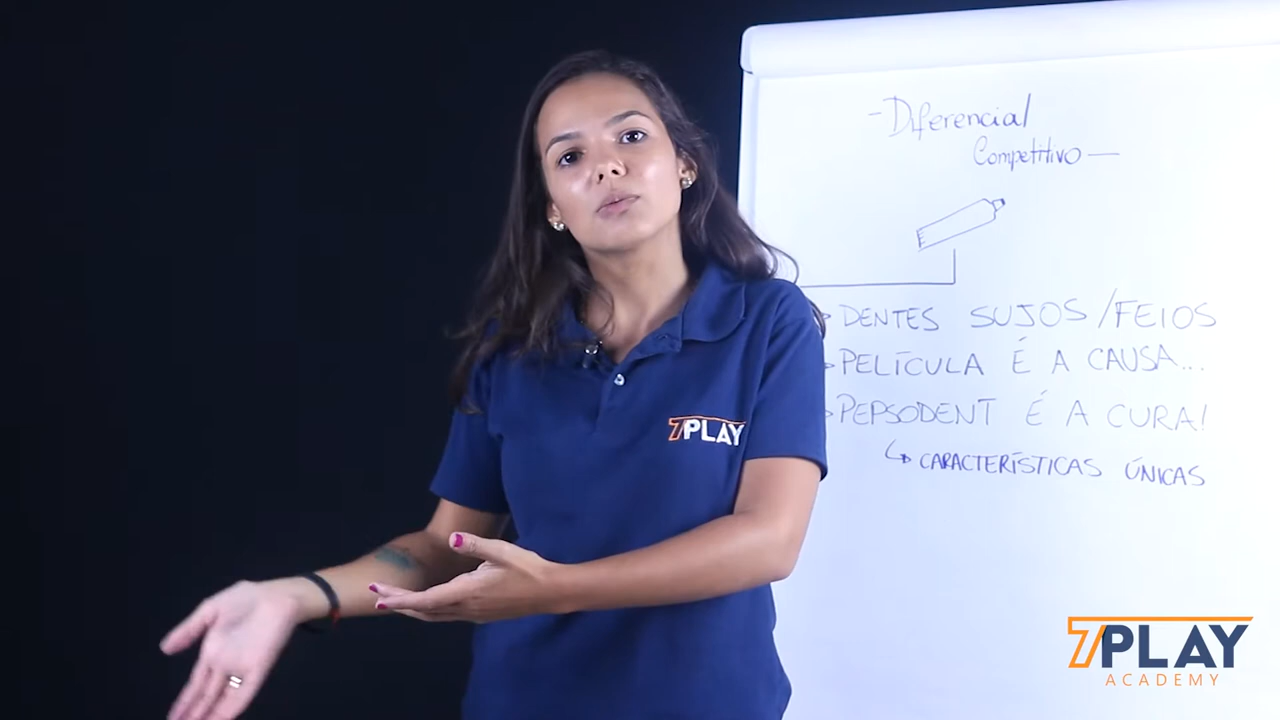 - Diferencial
Competitivo —
DENTES SUJOS/FEIOS
PELÍCULA É A CAUSA...
PEPSODENT É A CURA!
↳ CARACTERÍSTICAS ÚNICAS
7PLAY
7PLAY
ACADEMY